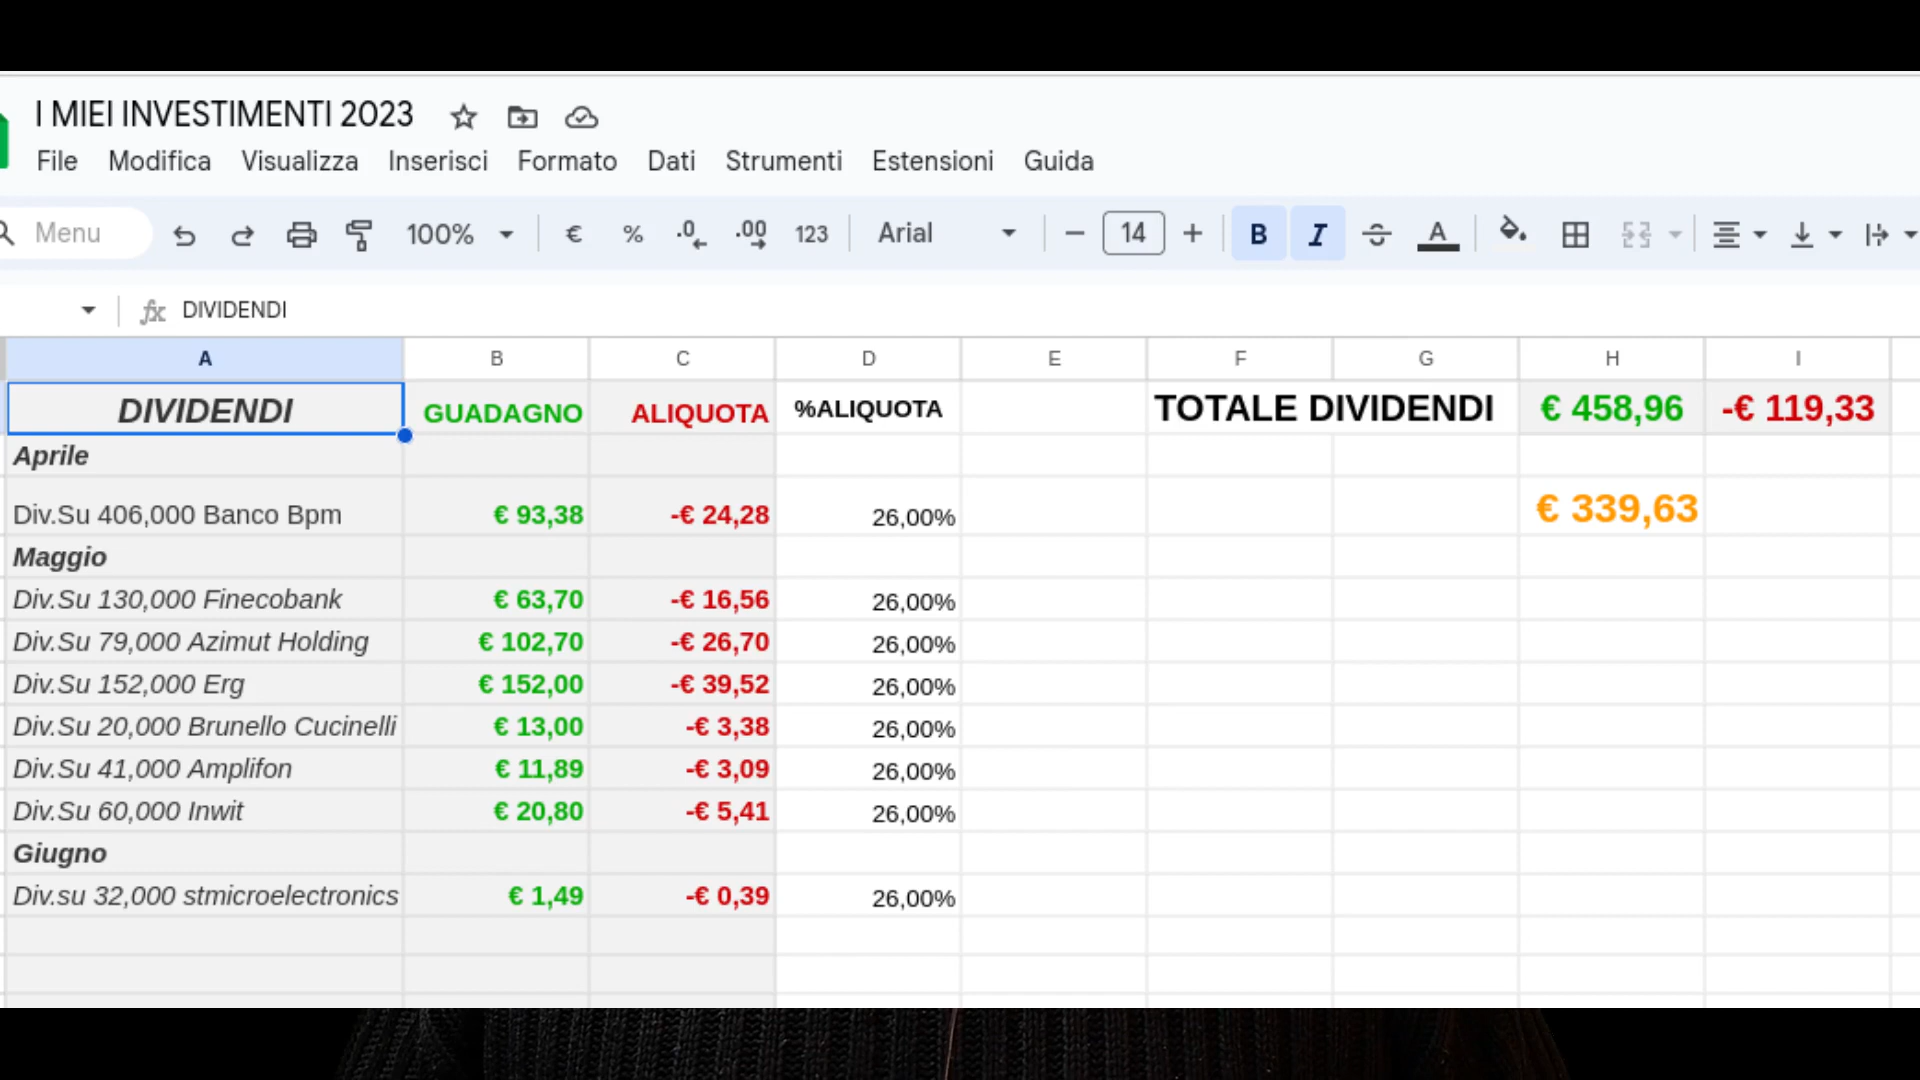 I MIEI INVESTIMENTI 2023
File Modifica Visualizza Inserisci Formato Dati Strumenti Estensioni Guida
Menu 100% € % .0 .00 123 Arial 14 B I A
fx DIVIDENDI
A B C D E F G H I
DIVIDENDI GUADAGNO ALIQUOTA %ALIQUOTA TOTALE DIVIDENDI € 458,96 -€ 119,33
Aprile
Div.Su 406,000 Banco Bpm € 93,38 -€ 24,28 26,00% € 339,63
Maggio
Div.Su 130,000 Finecobank € 63,70 -€ 16,56 26,00%
Div.Su 79,000 Azimut Holding € 102,70 -€ 26,70 26,00%
Div.Su 152,000 Erg € 152,00 -€ 39,52 26,00%
Div.Su 20,000 Brunello Cucinelli € 13,00 -€ 3,38 26,00%
Div.Su 41,000 Amplifon € 11,89 -€ 3,09 26,00%
Div.Su 60,000 Inwit € 20,80 -€ 5,41 26,00%
Giugno
Div.su 32,000 stmicroelectronics € 1,49 -€ 0,39 26,00%